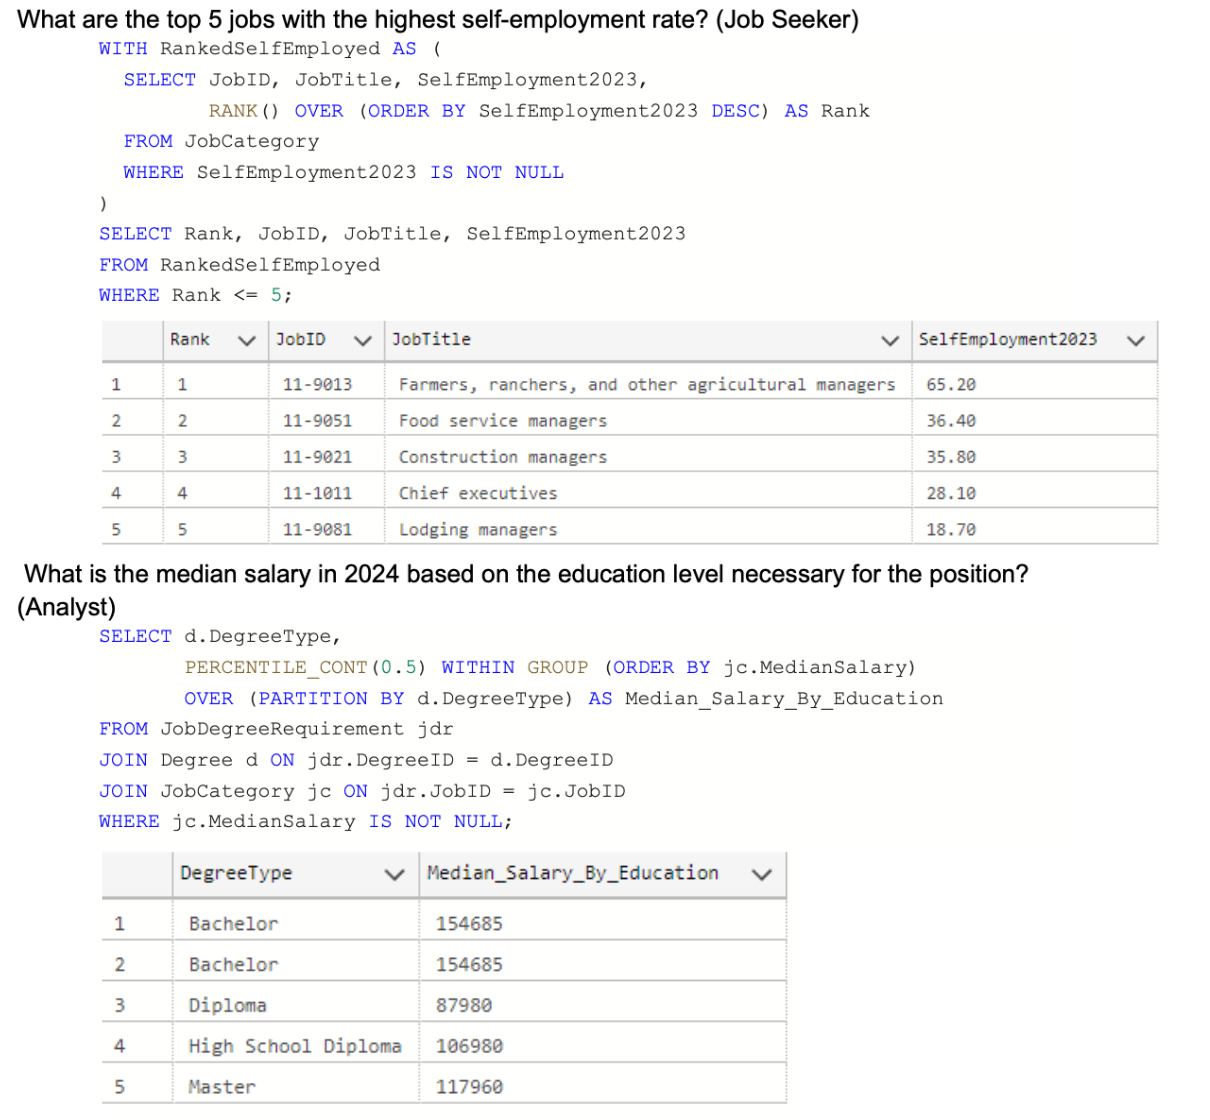 What are the top 5 jobs with the highest self-employment rate? (Job Seeker)
WITH RankedSelfEmployed AS (
SELECT JobID, JobTitle, SelfEmployment2023,
RANK() OVER (ORDER BY SelfEmployment2023 DESC) AS Rank
FROM JobCategory
WHERE SelfEmployment2023 IS NOT NULL
)
SELECT Rank, JobID, JobTitle, SelfEmployment2023
FROM RankedSelfEmployed
WHERE Rank <= 5;
Rank JobID JobTitle SelfEmployment2023
1 1 11-9013 Farmers, ranchers, and other agricultural managers 65.20
2 2 11-9051 Food service managers 36.40
3 3 11-9021 Construction managers 35.80
4 4 11-1011 Chief executives 28.10
5 5 11-9081 Lodging managers 18.70
What is the median salary in 2024 based on the education level necessary for the position?
(Analyst)
SELECT d.DegreeType,
PERCENTILE_CONT(0.5) WITHIN GROUP (ORDER BY jc.MedianSalary)
OVER (PARTITION BY d.DegreeType) AS Median_Salary_By_Education
FROM JobDegreeRequirement jdr
JOIN Degree d ON jdr.DegreeID = d.DegreeID
JOIN JobCategory jc ON jdr.JobID = jc.JobID
WHERE jc.MedianSalary IS NOT NULL;
DegreeType Median_Salary_By_Education
1 Bachelor 154685
2 Bachelor 154685
3 Diploma 87980
4 High School Diploma 106980
5 Master 117960